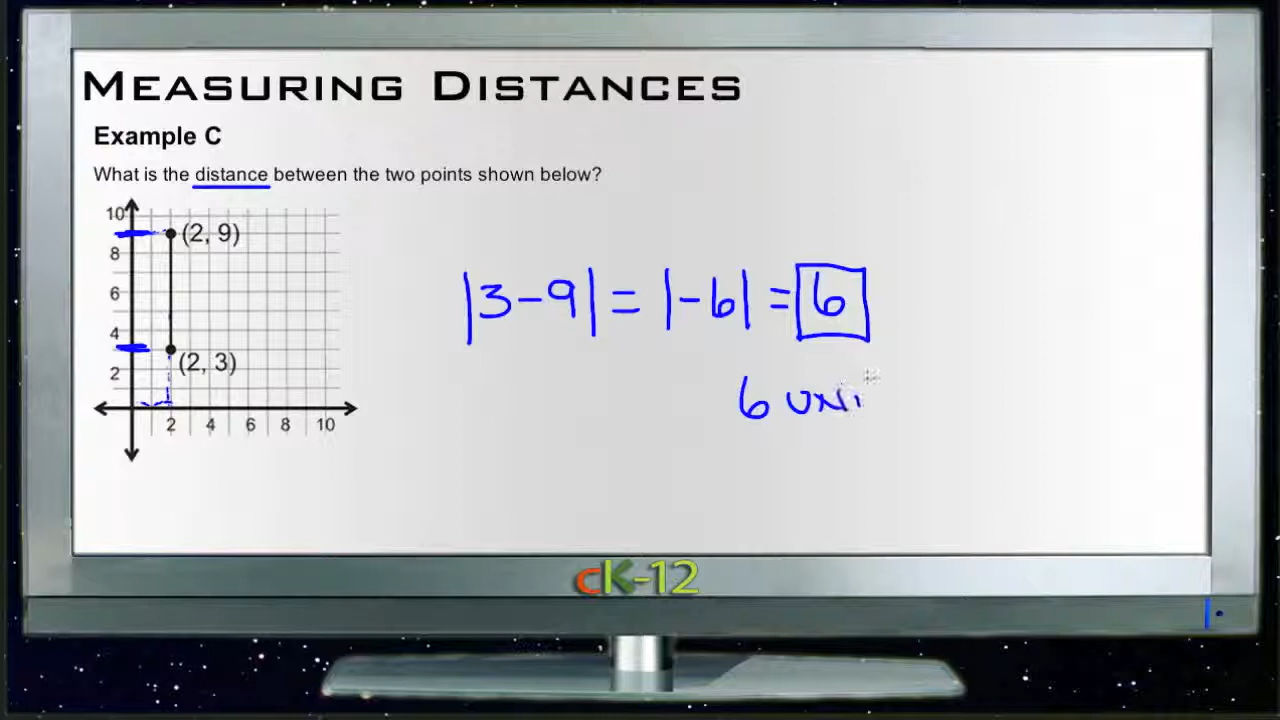 MEASURING DISTANCES
Example C
What is the distance between the two points shown below?
10
(2, 9)
8
6
4
(2, 3)
2
2 4 6 8 10
|3-9| = |-6| = 6
6 uni
cK-12